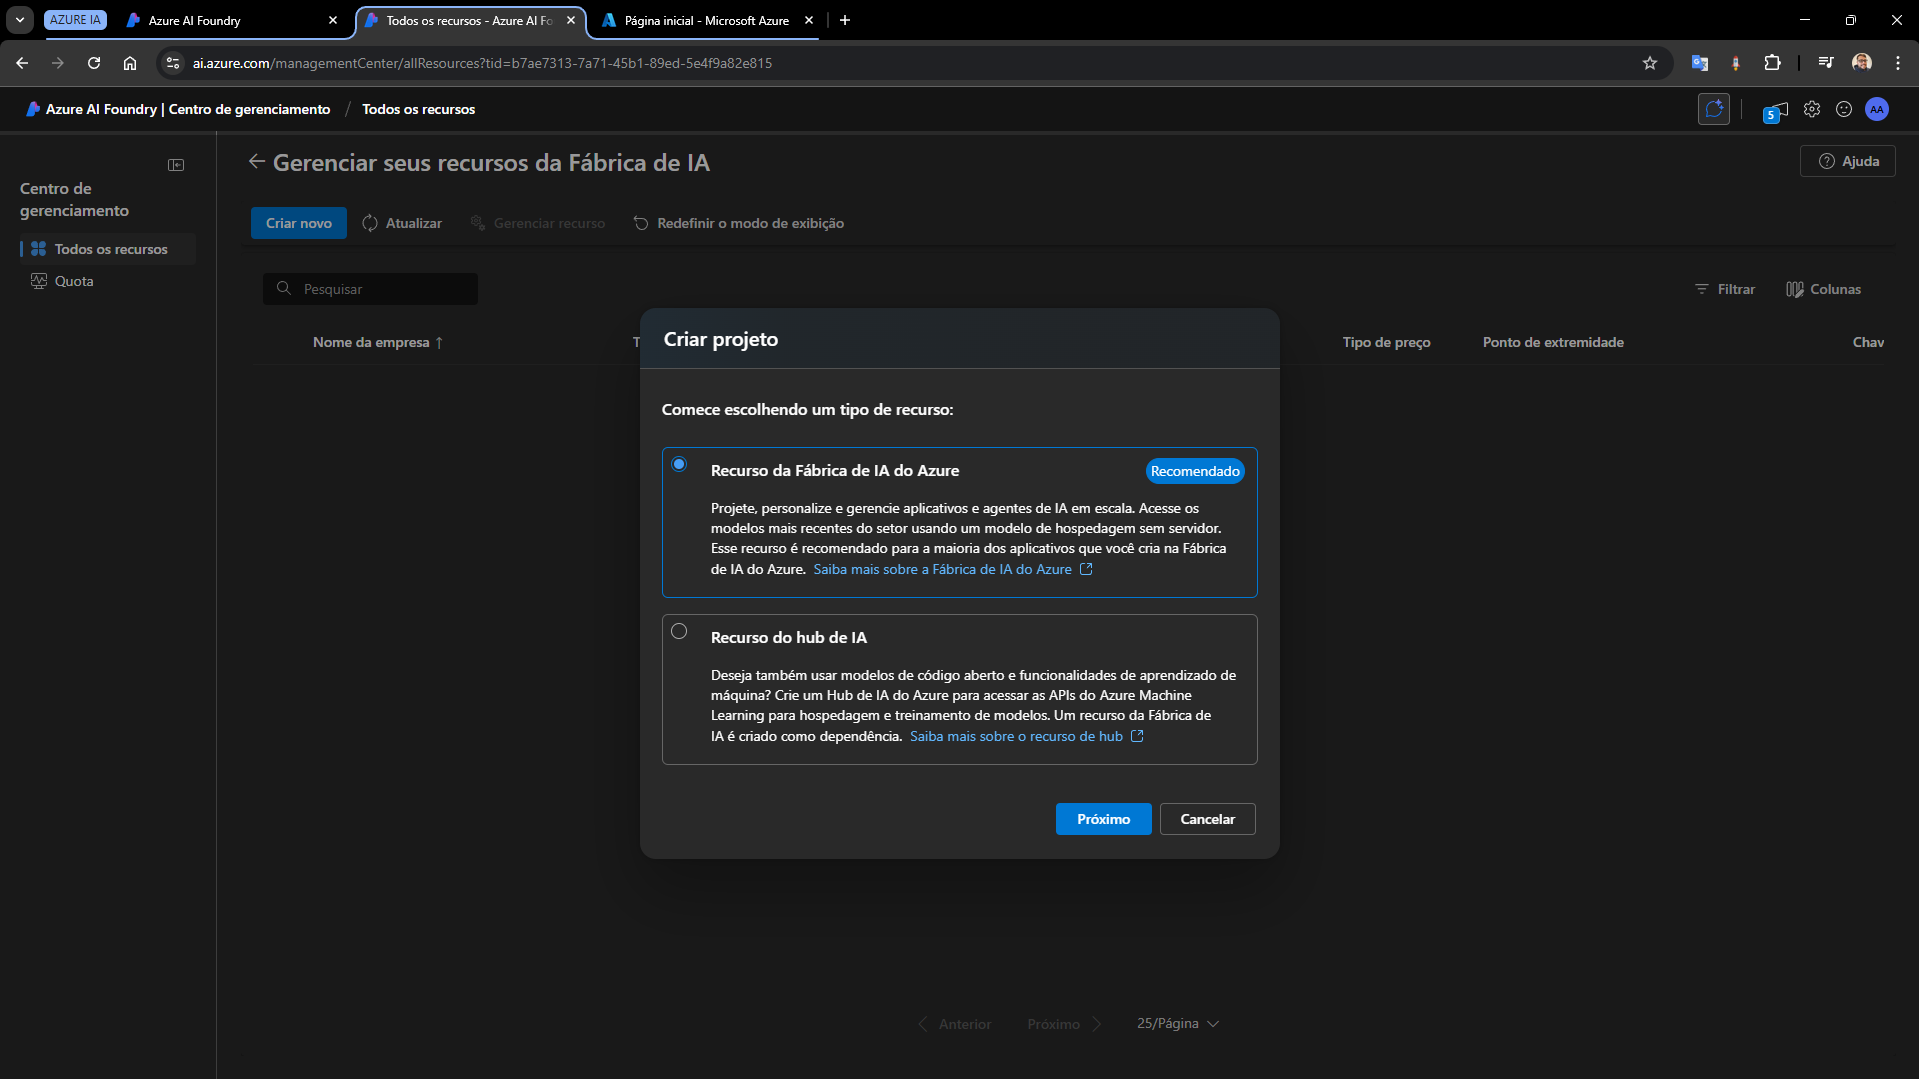 AZURE IA
Azure AI Foundry
Todos os recursos - Azure AI Fo
Página inicial - Microsoft Azure
ai.azure.com/managementCenter/allResources?tid=b7ae7313-7a71-45b1-89ed-5e4f9a82e815
Azure AI Foundry | Centro de gerenciamento / Todos os recursos
5
AA
Centro de
gerenciamento
Todos os recursos
Quota
Gerenciar seus recursos da Fábrica de IA
Ajuda
Criar novo
Atualizar
Gerenciar recurso
Redefinir o modo de exibição
Pesquisar
Filtrar
Colunas
Nome da empresa ↑
T
Tipo de preço
Ponto de extremidade
Chav
Criar projeto
Comece escolhendo um tipo de recurso:
Recurso da Fábrica de IA do Azure
Recomendado
Projete, personalize e gerencie aplicativos e agentes de IA em escala. Acesse os
modelos mais recentes do setor usando um modelo de hospedagem sem servidor.
Esse recurso é recomendado para a maioria dos aplicativos que você cria na Fábrica
de IA do Azure. Saiba mais sobre a Fábrica de IA do Azure
Recurso do hub de IA
Deseja também usar modelos de código aberto e funcionalidades de aprendizado de
máquina? Crie um Hub de IA do Azure para acessar as APIs do Azure Machine
Learning para hospedagem e treinamento de modelos. Um recurso da Fábrica de
IA é criado como dependência. Saiba mais sobre o recurso de hub
Próximo
Cancelar
Anterior
Próximo
25/Página